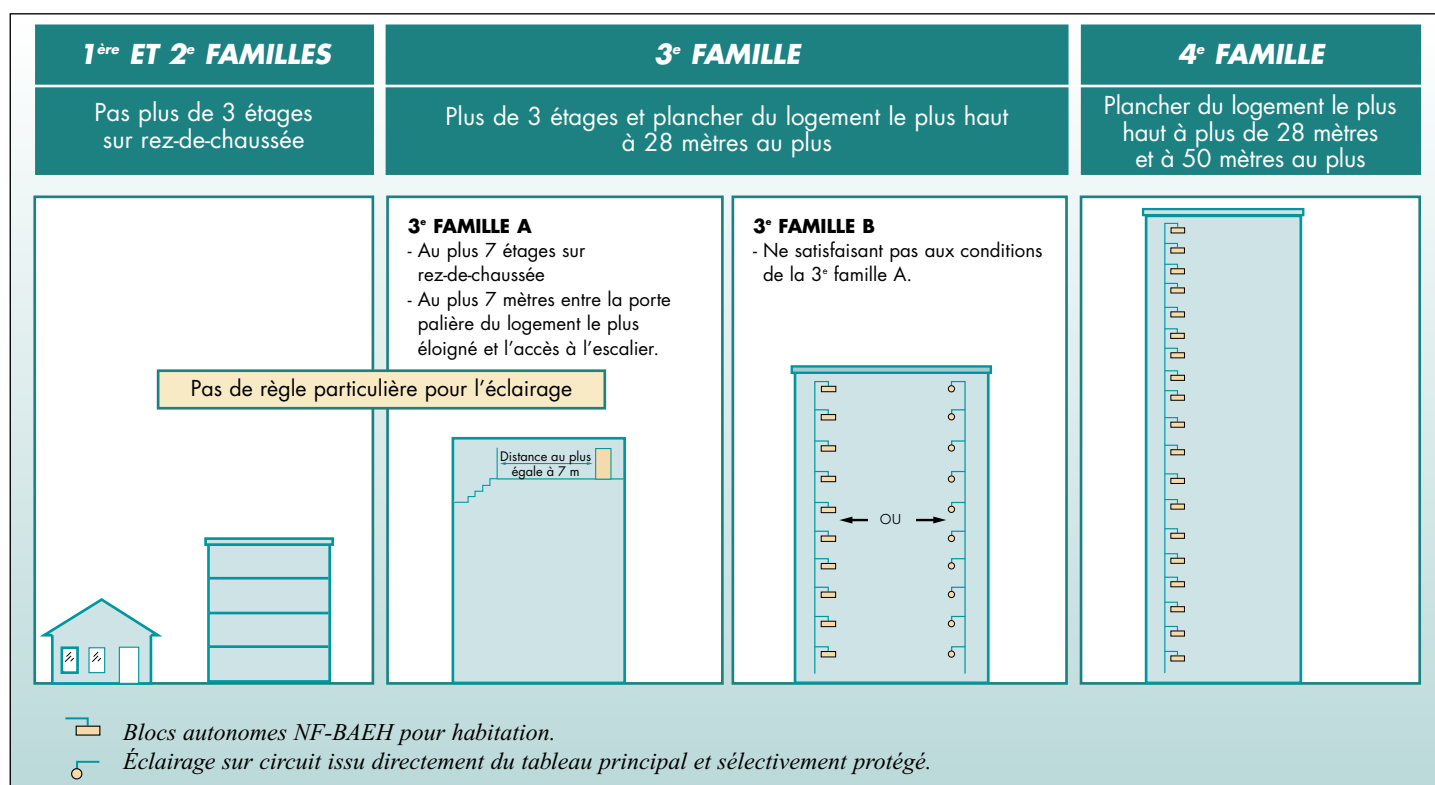 1ère ET 2e FAMILLES
Pas plus de 3 étages
sur rez-de-chaussée
3e FAMILLE
Plus de 3 étages et plancher du logement le plus haut
à 28 mètres au plus
4e FAMILLE
Plancher du logement le plus
haut à plus de 28 mètres
et à 50 mètres au plus
3e FAMILLE A
- Au plus 7 étages sur
rez-de-chaussée
- Au plus 7 mètres entre la porte
palière du logement le plus
éloigné et l'accès à l'escalier.
3e FAMILLE B
- Ne satisfaisant pas aux conditions
de la 3e famille A.
Pas de règle particulière pour l'éclairage
Distance au plus
égale à 7 m
OU
Blocs autonomes NF-BAEH pour habitation.
Éclairage sur circuit issu directement du tableau principal et sélectivement protégé.